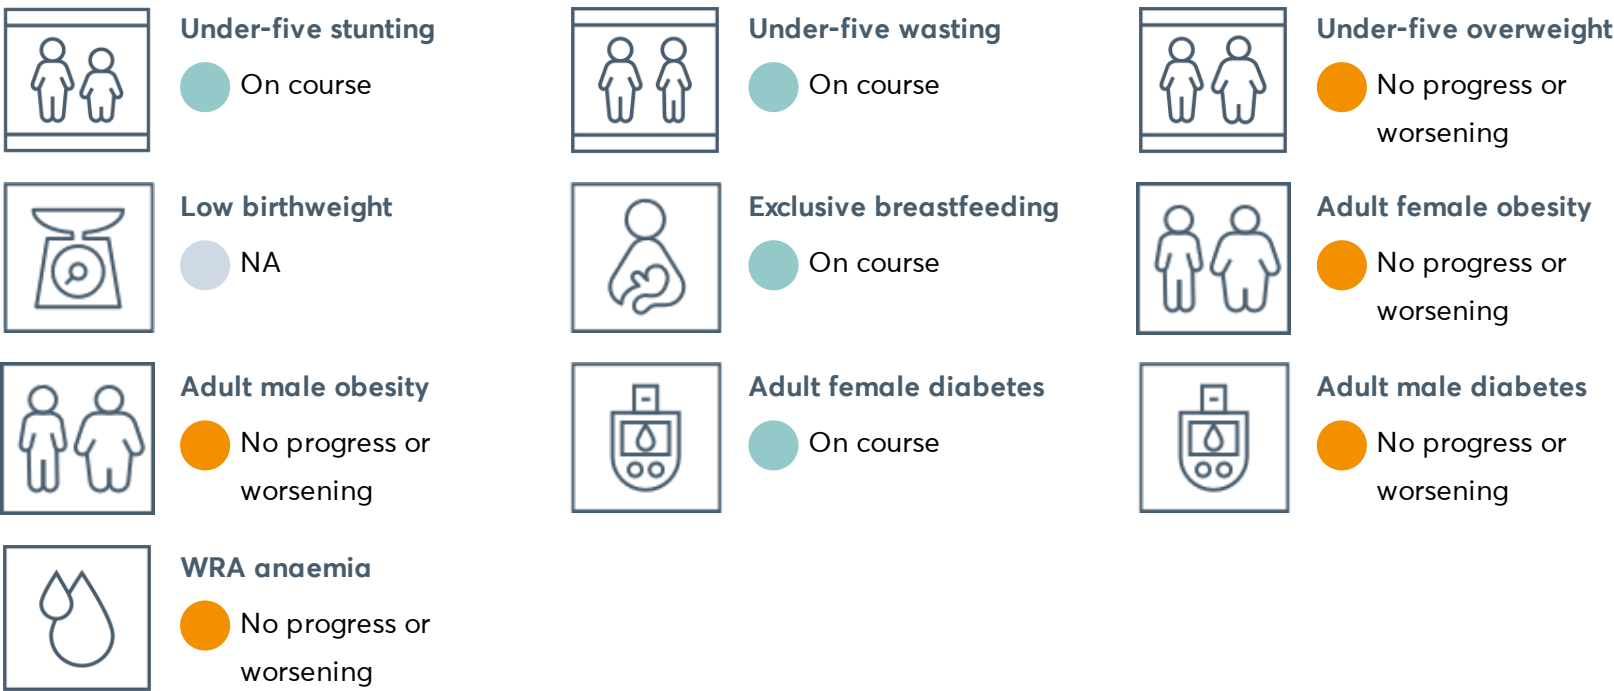 Under-five stunting
On course
Under-five wasting
On course
Under-five overweight
No progress or
worsening
Low birthweight
NA
Exclusive breastfeeding
On course
Adult female obesity
No progress or
worsening
Adult male obesity
No progress or
worsening
Adult female diabetes
On course
Adult male diabetes
No progress or
worsening
WRA anaemia
No progress or
worsening